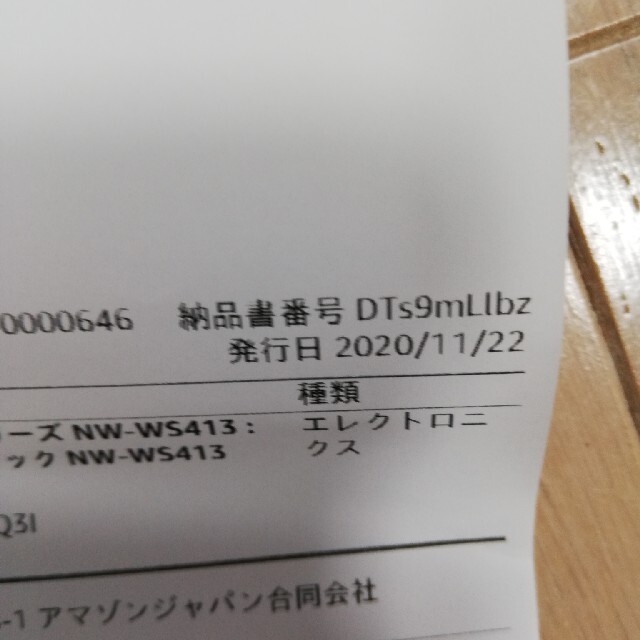 0000646 納品書番号 DTs9mLlbz
発行日 2020/11/22
種類
ーズ NW-WS413 : エレクトロニ
ック NW-WS413 クス
Q3I
-1 アマゾンジャパン合同会社